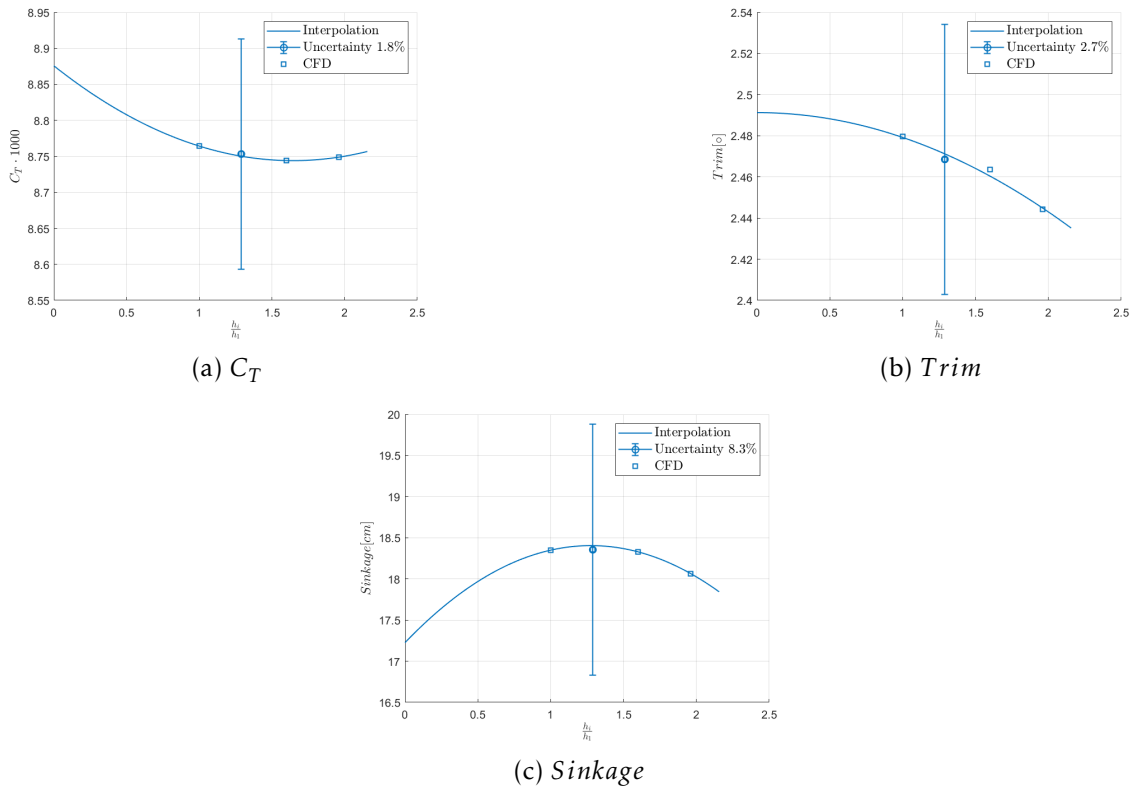 8.95
8.9
8.85
8.8
8.75
8.7
8.65
8.6
8.55
C_T · 1000
Interpolation
Uncertainty 1.8%
CFD
0 0.5 1 1.5 2 2.5
h_i
h_1
(a) C_T
2.54
2.52
2.5
2.48
2.46
2.44
2.42
2.4
Trim[∘]
Interpolation
Uncertainty 2.7%
CFD
0 0.5 1 1.5 2 2.5
h_i
h_1
(b) Trim
20
19.5
19
18.5
18
17.5
17
16.5
Sinkage[cm]
Interpolation
Uncertainty 8.3%
CFD
0 0.5 1 1.5 2 2.5
h_i
h_1
(c) Sinkage